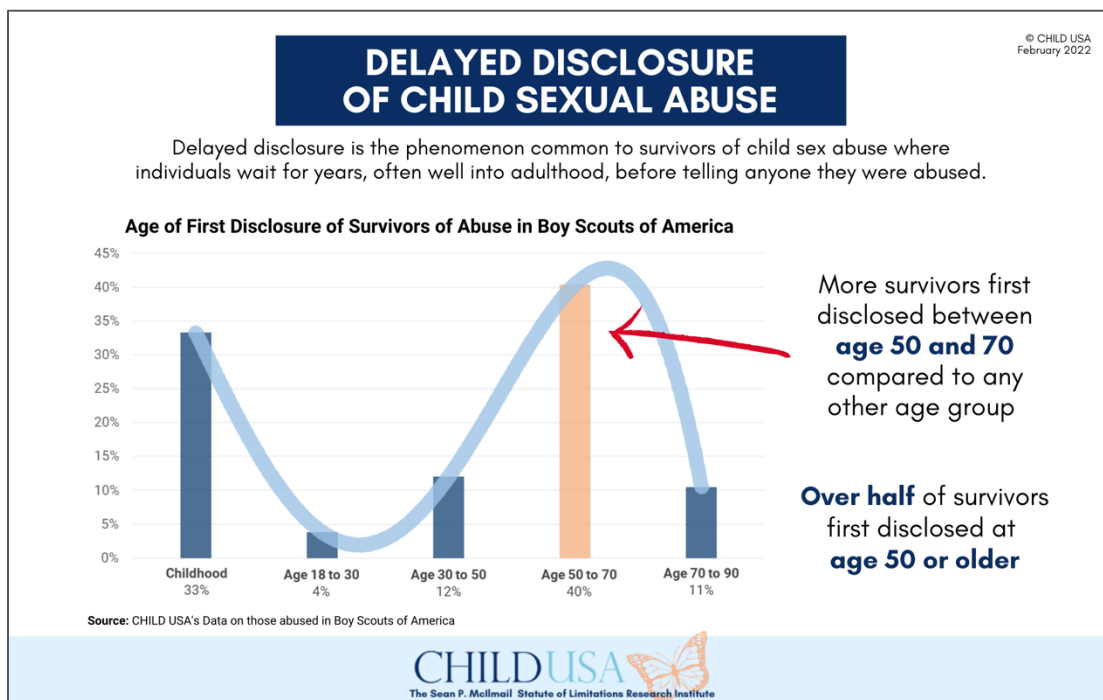 © CHILD USA
February 2022
DELAYED DISCLOSURE
OF CHILD SEXUAL ABUSE
Delayed disclosure is the phenomenon common to survivors of child sex abuse where
individuals wait for years, often well into adulthood, before telling anyone they were abused.
Age of First Disclosure of Survivors of Abuse in Boy Scouts of America
45%
40%
35%
30%
25%
20%
15%
10%
5%
0%
Childhood
33%
Age 18 to 30
4%
Age 30 to 50
12%
Age 50 to 70
40%
Age 70 to 90
11%
More survivors first
disclosed between
age 50 and 70
compared to any
other age group
Over half of survivors
first disclosed at
age 50 or older
Source: CHILD USA's Data on those abused in Boy Scouts of America
CHILD USA
The Sean P. McIlmail Statute of Limitations Research Institute